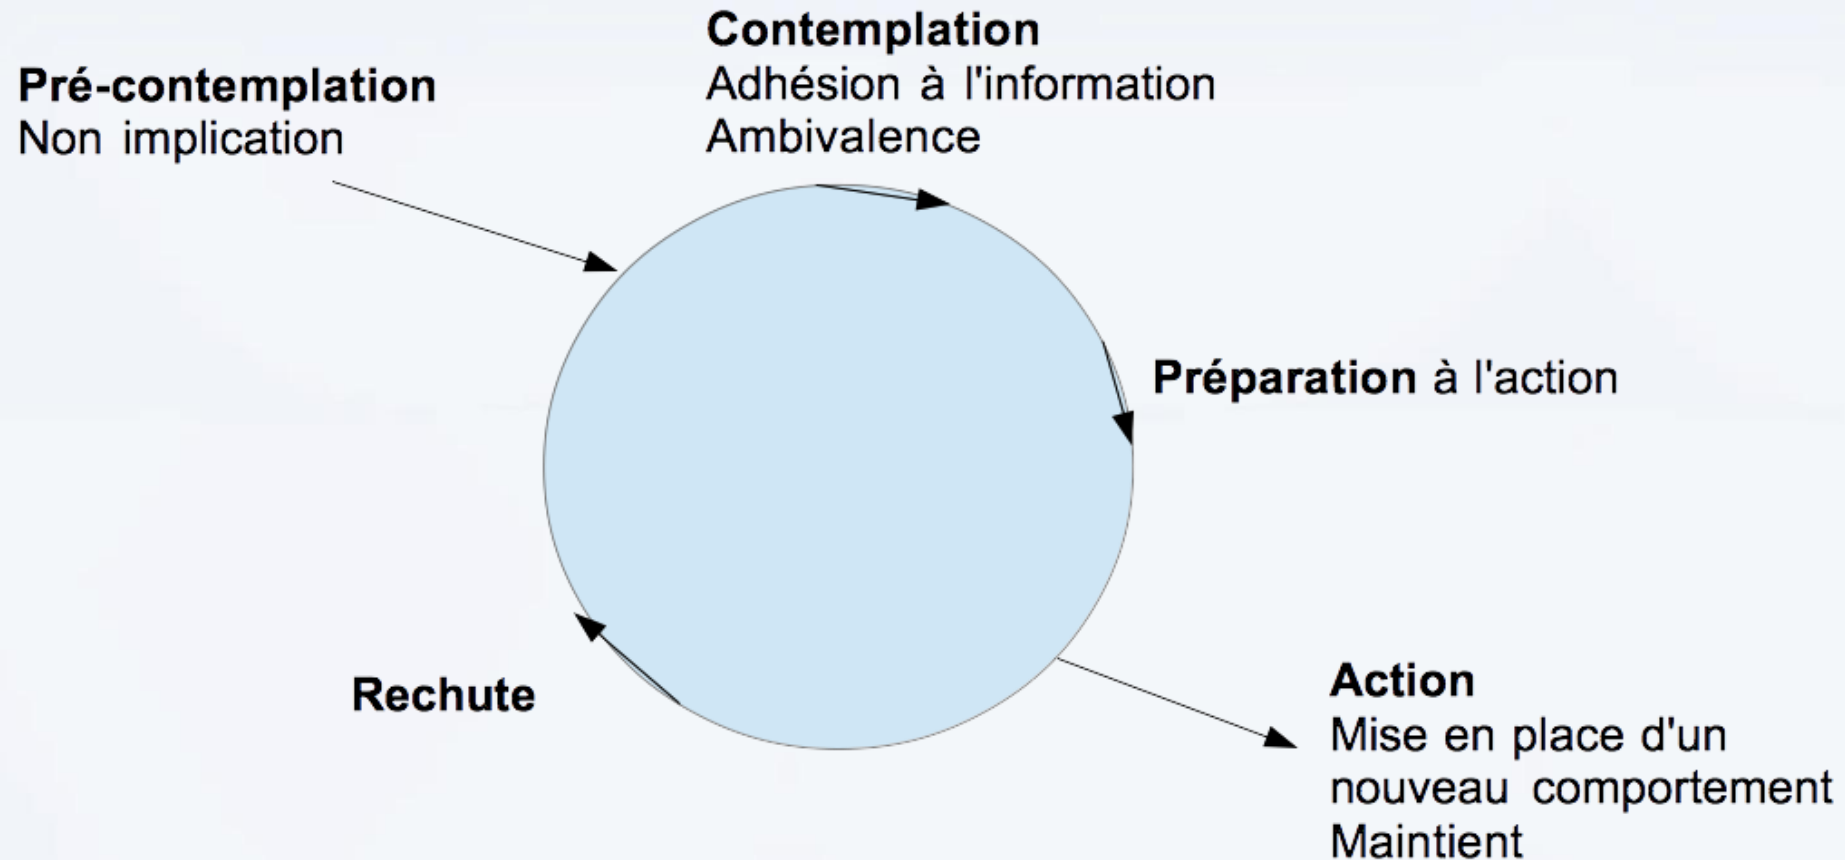 Pré-contemplation
Non implication
Contemplation
Adhésion à l'information
Ambivalence
Préparation à l'action
Action
Mise en place d'un
nouveau comportement
Maintient
Rechute